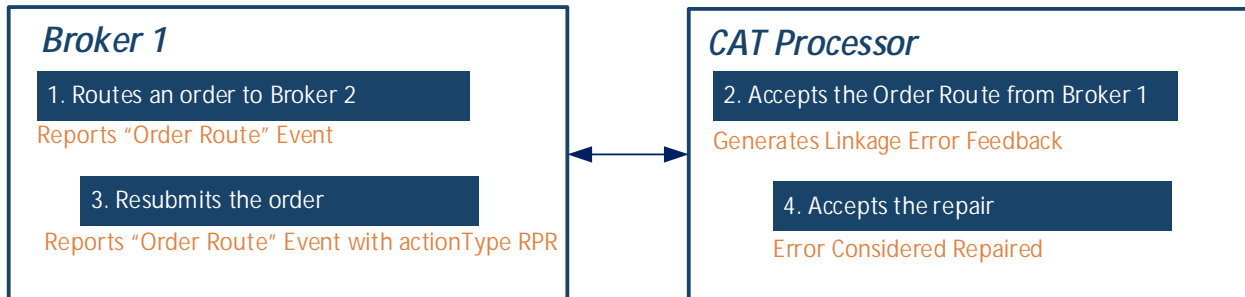 Broker 1
1. Routes an order to Broker 2
Reports “Order Route” Event
3. Resubmits the order
Reports “Order Route” Event with actionType RPR
CAT Processor
2. Accepts the Order Route from Broker 1
Generates Linkage Error Feedback
4. Accepts the repair
Error Considered Repaired